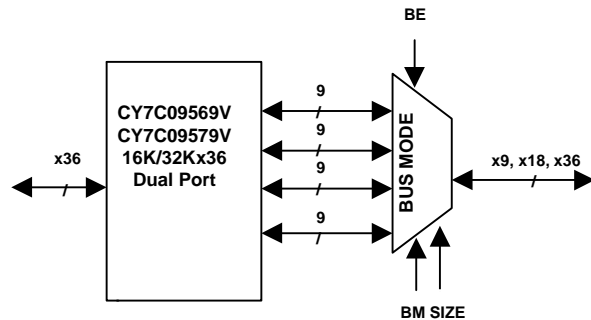 BE
CY7C09569V
CY7C09579V
16K/32Kx36
Dual Port
x36
9
9
9
9
BUS MODE
x9, x18, x36
BM SIZE